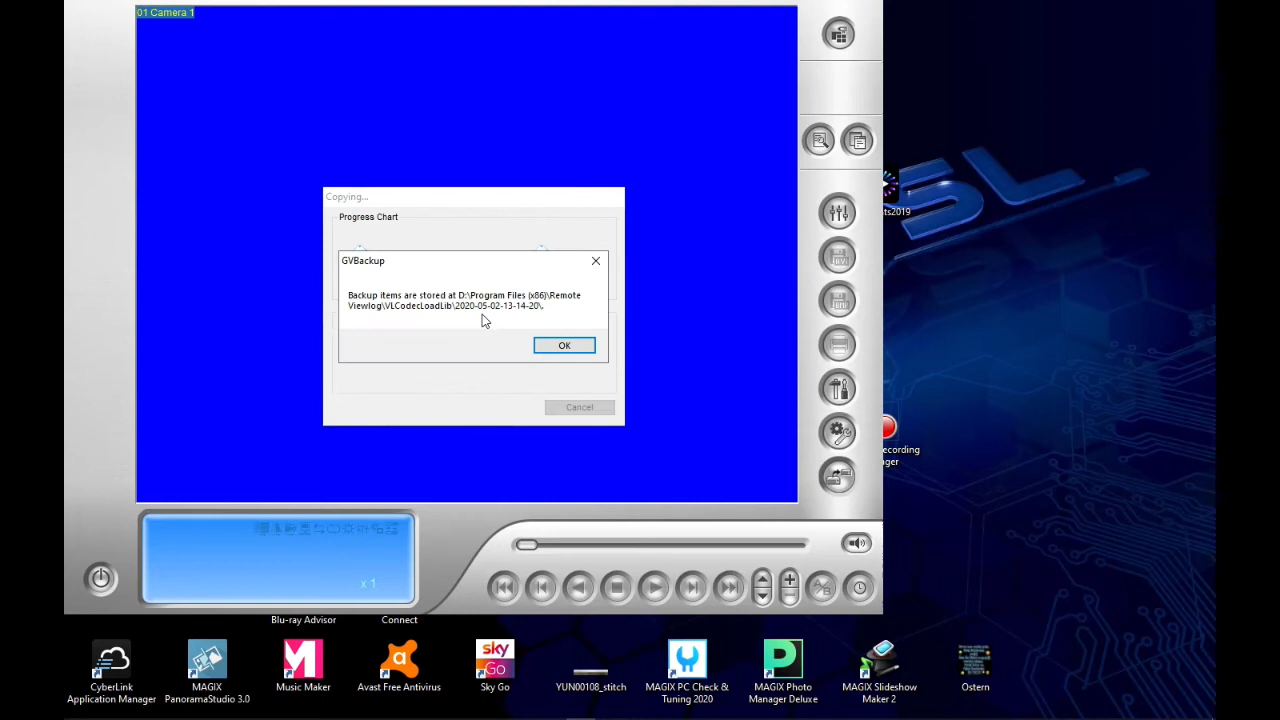 01 Camera 1
Copying...
Progress Chart
GVBackup
Backup items are stored at D:\Program Files (x86)\Remote
Viewlog\VLCodecLoadLib\2020-05-02-13-14-20\.
OK
Cancel
x 1
A/B
ts2019
ecording
ger
Blu-ray Advisor
Connect
sky
Go
CyberLink
Application Manager
MAGIX
PanoramaStudio 3.0
Music Maker
Avast Free Antivirus
Sky Go
YUN00108_stitch
MAGIX PC Check &
Tuning 2020
MAGIX Photo
Manager Deluxe
MAGIX Slideshow
Maker 2
Ostern